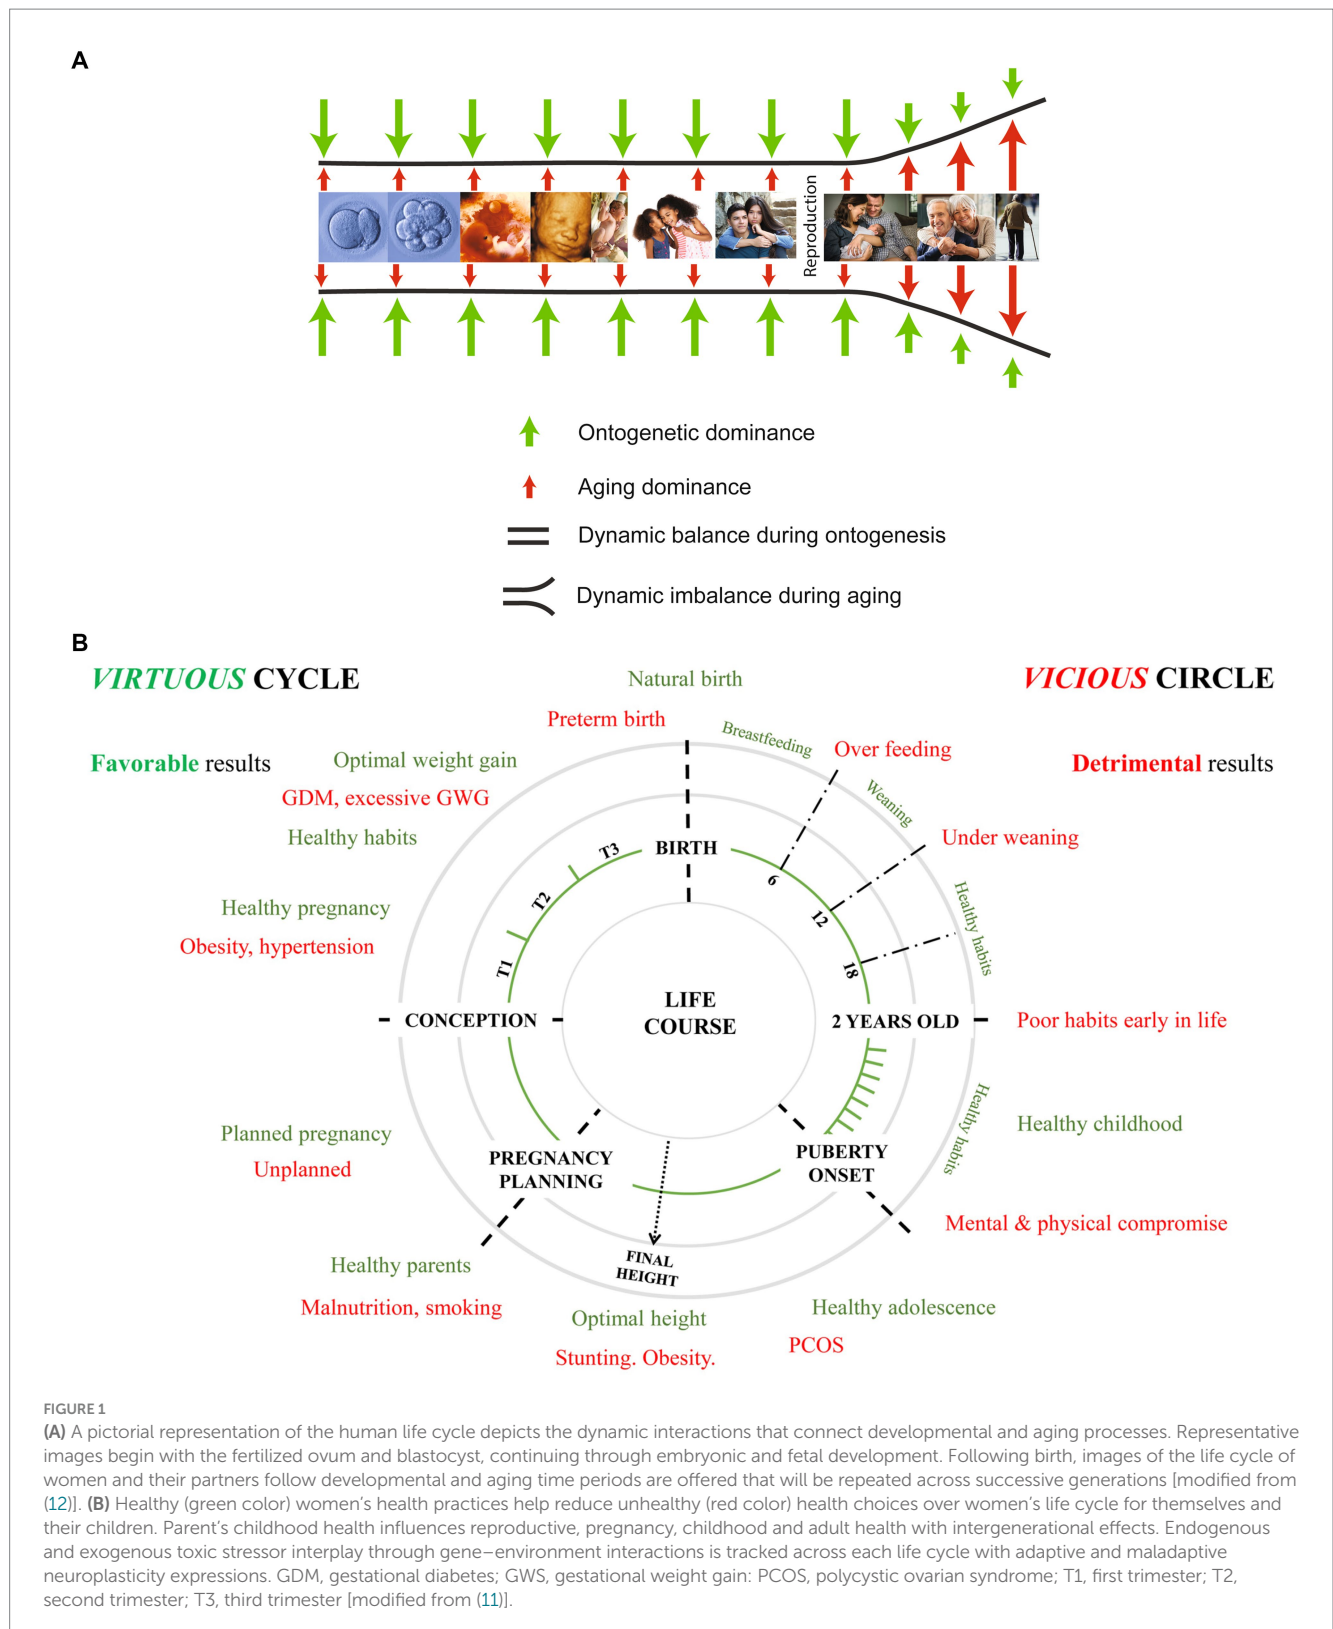 A
Reproduction
Ontogenetic dominance
Aging dominance
Dynamic balance during ontogenesis
Dynamic imbalance during aging
B
VIRTUOUS CYCLE
VICIOUS CIRCLE
Favorable results
Detrimental results
Natural birth
Preterm birth
Breastfeeding
Over feeding
Optimal weight gain
GDM, excessive GWG
Weaning
Healthy habits
Under weaning
T3
BIRTH
6
T2
12
Healthy pregnancy
Obesity, hypertension
Healthy habits
T1
18
LIFE
COURSE
CONCEPTION
2 YEARS OLD
Poor habits early in life
Healthy habits
Healthy childhood
Planned pregnancy
Unplanned
PREGNANCY
PLANNING
PUBERTY
ONSET
Mental & physical compromise
FINAL
HEIGHT
Healthy parents
Malnutrition, smoking
Optimal height
Stunting. Obesity.
Healthy adolescence
PCOS
FIGURE 1
(A) A pictorial representation of the human life cycle depicts the dynamic interactions that connect developmental and aging processes. Representative
images begin with the fertilized ovum and blastocyst, continuing through embryonic and fetal development. Following birth, images of the life cycle of
women and their partners follow developmental and aging time periods are offered that will be repeated across successive generations [modified from
(12)]. (B) Healthy (green color) women's health practices help reduce unhealthy (red color) health choices over women's life cycle for themselves and
their children. Parent's childhood health influences reproductive, pregnancy, childhood and adult health with intergenerational effects. Endogenous
and exogenous toxic stressor interplay through gene–environment interactions is tracked across each life cycle with adaptive and maladaptive
neuroplasticity expressions. GDM, gestational diabetes; GWS, gestational weight gain: PCOS, polycystic ovarian syndrome; T1, first trimester; T2,
second trimester; T3, third trimester [modified from (11)].